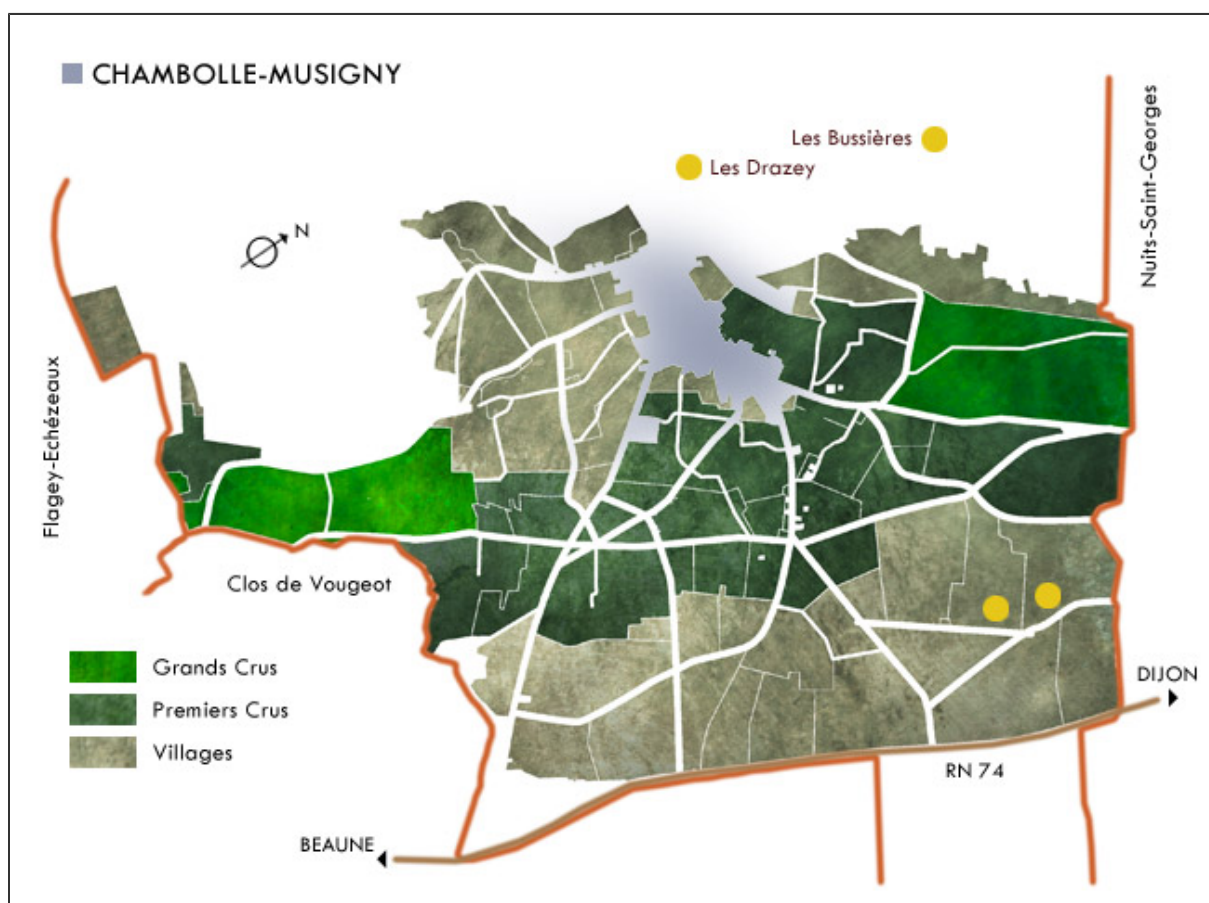 CHAMBOLLE-MUSIGNY
Les Bussières
Les Drazey
Nuits-Saint-Georges
N
Flagey-Echézeaux
Clos de Vougeot
Grands Crus
Premiers Crus
Villages
DIJON
RN 74
BEAUNE